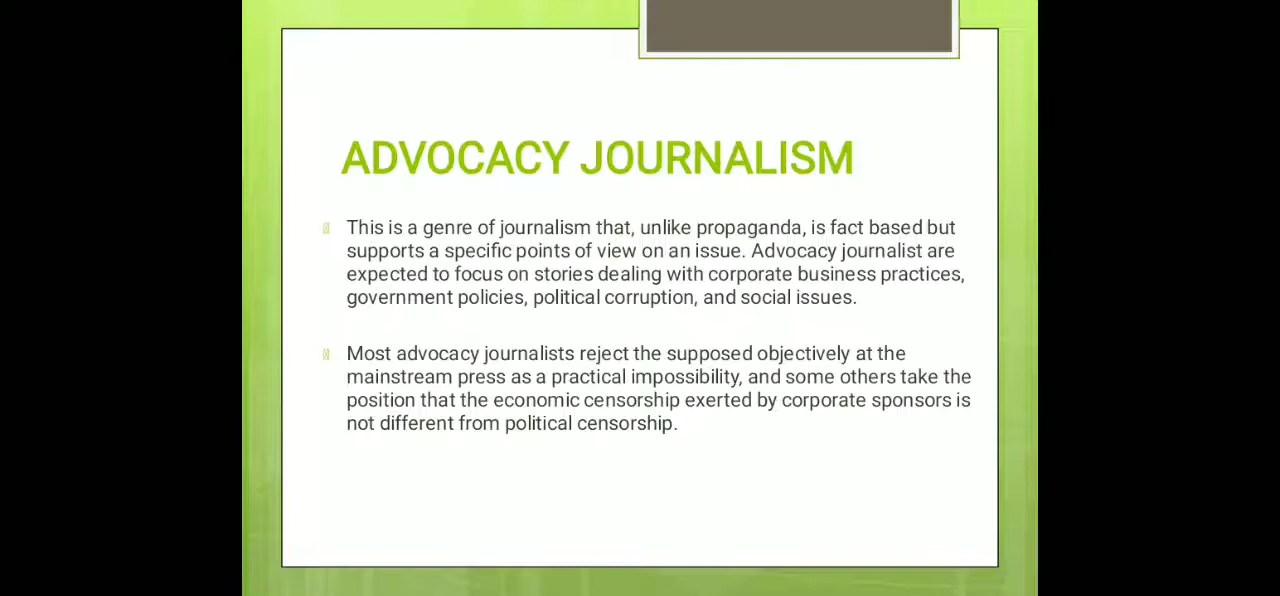 ADVOCACY JOURNALISM
This is a genre of journalism that, unlike propaganda, is fact based but
supports a specific points of view on an issue. Advocacy journalist are
expected to focus on stories dealing with corporate business practices,
government policies, political corruption, and social issues.
Most advocacy journalists reject the supposed objectively at the
mainstream press as a practical impossibility, and some others take the
position that the economic censorship exerted by corporate sponsors is
not different from political censorship.